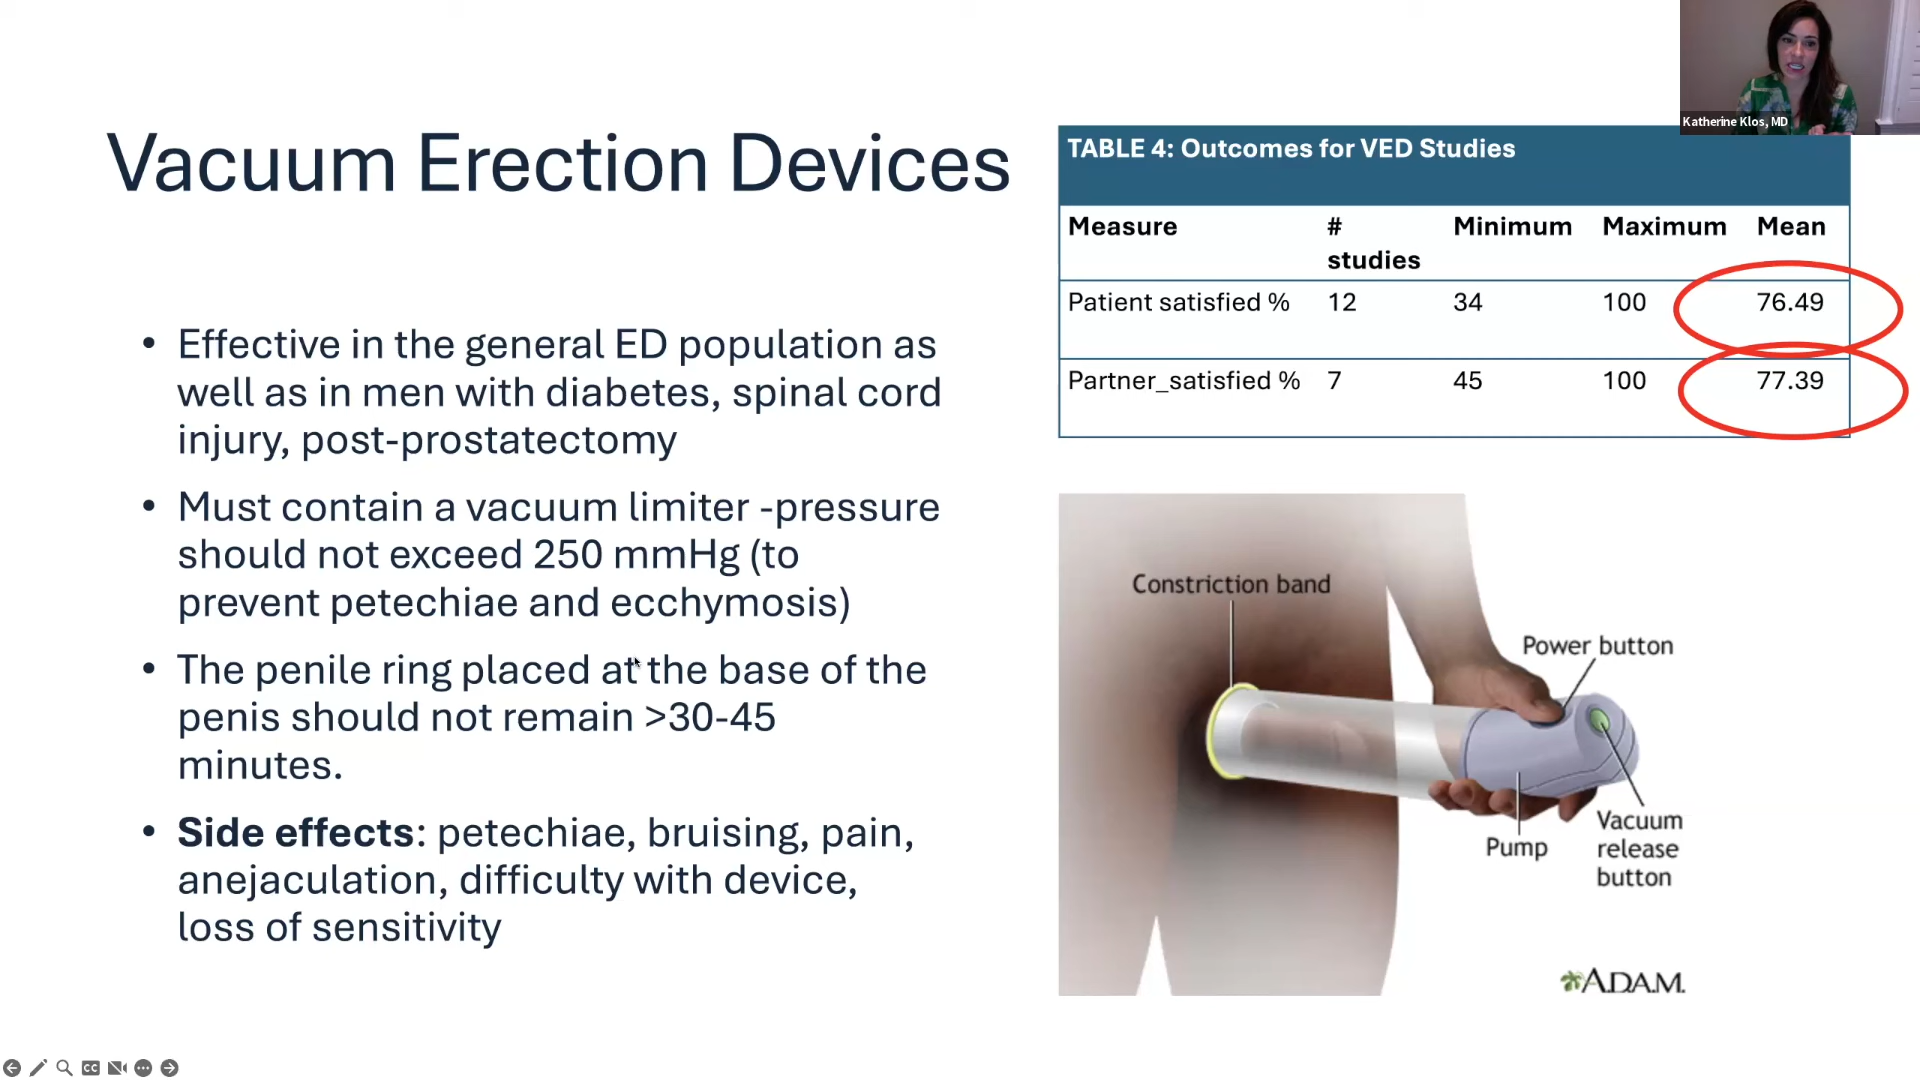 Katherine Klos, MD
Vacuum Erection Devices
• Effective in the general ED population as
well as in men with diabetes, spinal cord
injury, post-prostatectomy
• Must contain a vacuum limiter -pressure
should not exceed 250 mmHg (to
prevent petechiae and ecchymosis)
• The penile ring placed at the base of the
penis should not remain >30-45
minutes.
• Side effects: petechiae, bruising, pain,
anejaculation, difficulty with device,
loss of sensitivity
TABLE 4: Outcomes for VED Studies
Measure # studies Minimum Maximum Mean
Patient satisfied % 12 34 100 76.49
Partner_satisfied % 7 45 100 77.39
Constriction band
Power button
Pump
Vacuum
release
button
A.D.A.M.
CC